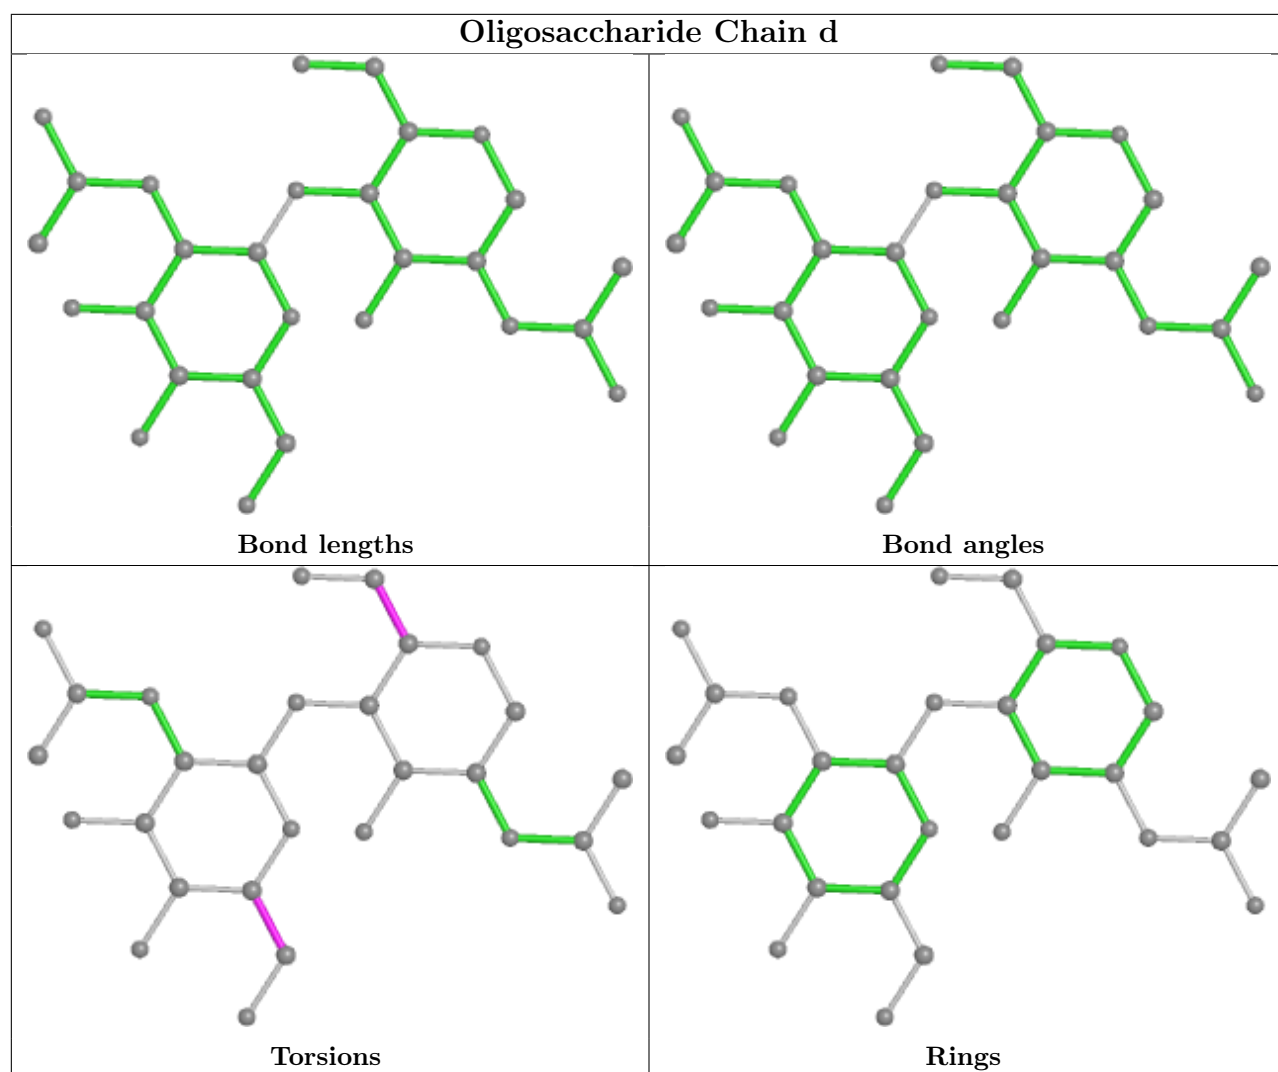 Oligosaccharide Chain d
Bond lengths
Bond angles
Torsions
Rings